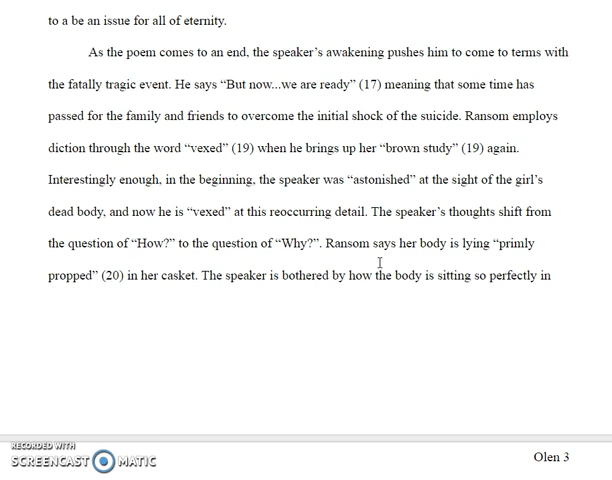 to a be an issue for all of eternity.
As the poem comes to an end, the speaker’s awakening pushes him to come to terms with
the fatally tragic event. He says “But now...we are ready” (17) meaning that some time has
passed for the family and friends to overcome the initial shock of the suicide. Ransom employs
diction through the word “vexed” (19) when he brings up her “brown study” (19) again.
Interestingly enough, in the beginning, the speaker was “astonished” at the sight of the girl’s
dead body, and now he is “vexed” at this reoccurring detail. The speaker’s thoughts shift from
the question of “How?” to the question of “Why?”. Ransom says her body is lying “primly
propped” (20) in her casket. The speaker is bothered by how the body is sitting so perfectly in
RECORDED WITH
SCREENCAST MATIC
Olen 3